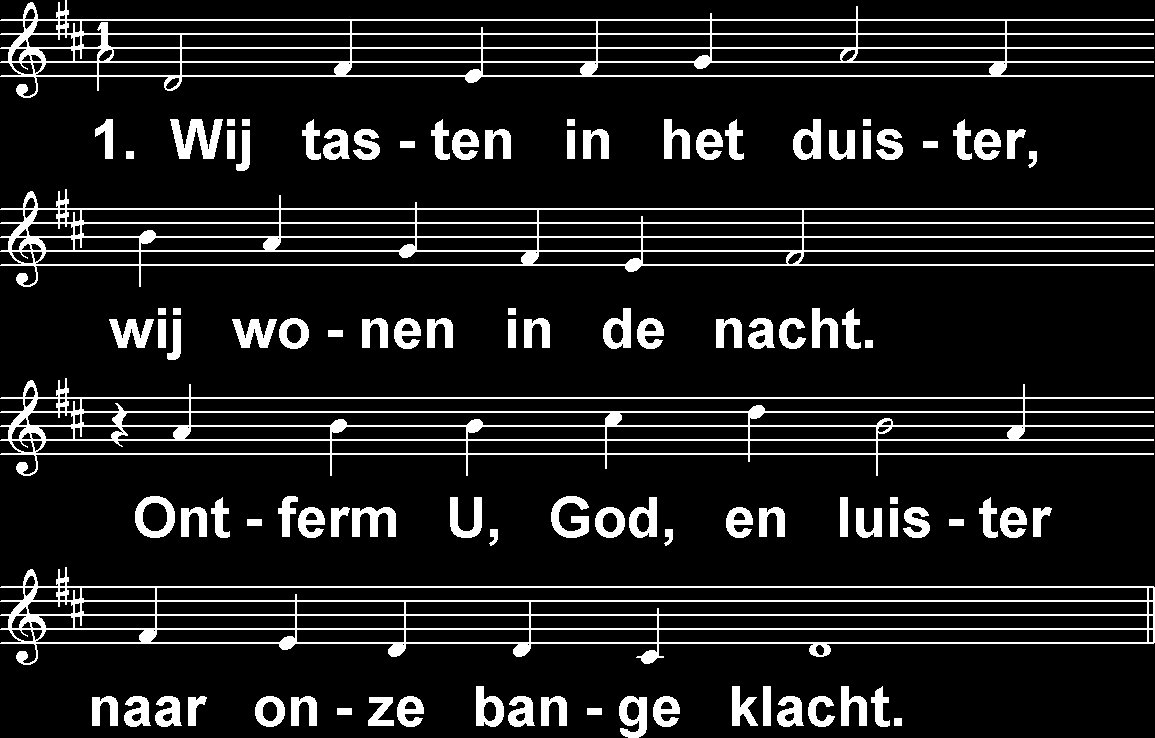 1. Wij tas - ten in het duis - ter,
wij wo - nen in de nacht.
Ont - ferm U, God, en luis - ter
naar on - ze ban - ge klacht.